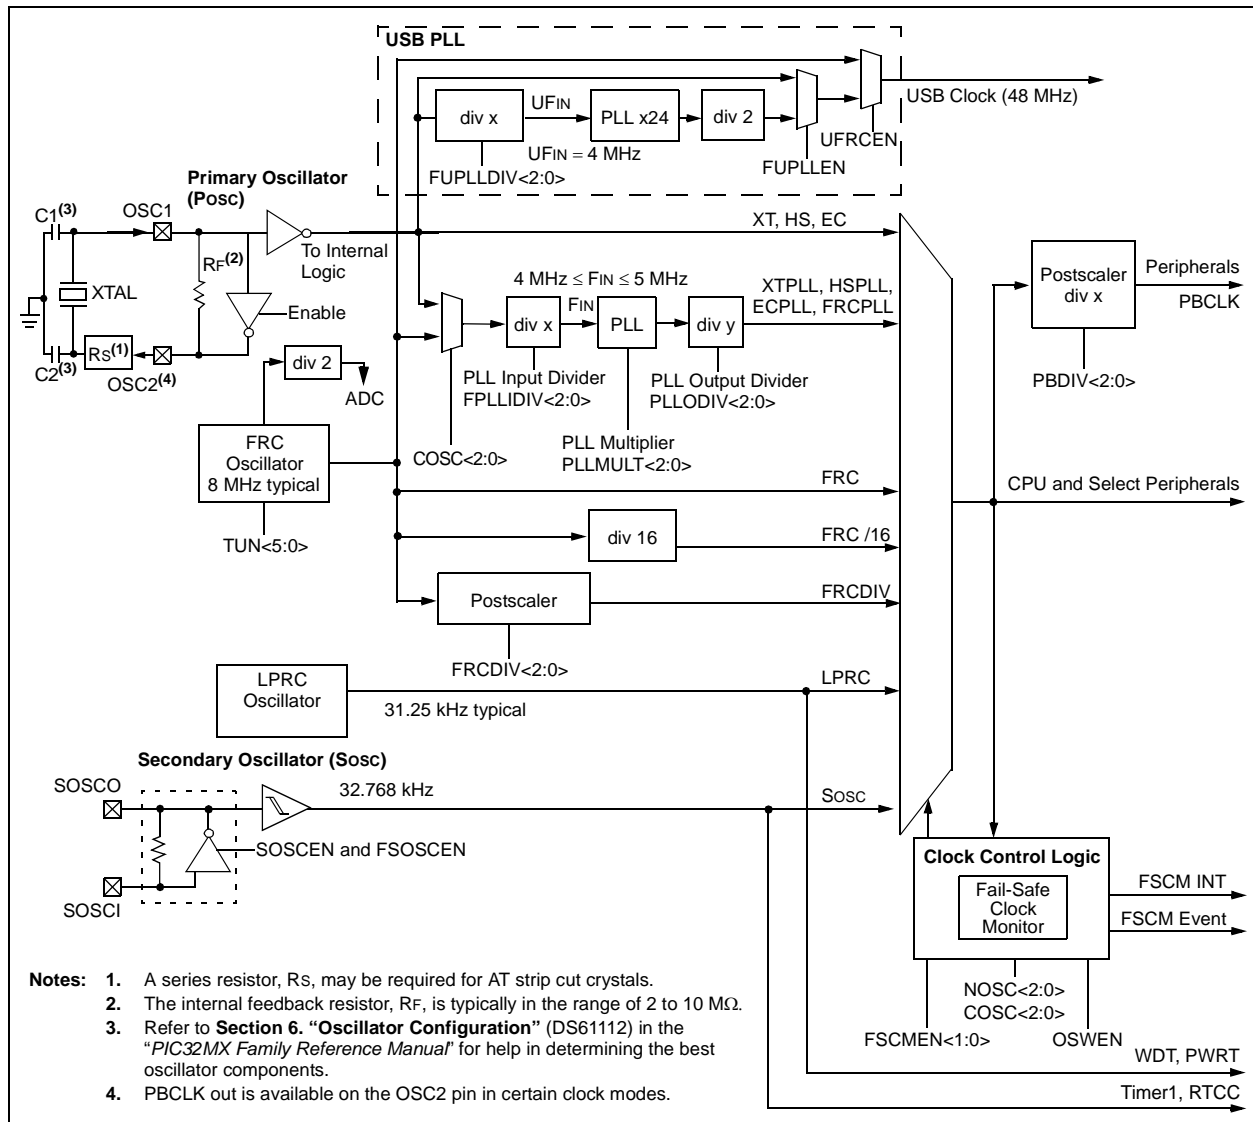 USB PLL
USB Clock (48 MHz)
div x
UFIN
PLL x24
div 2
UFIN = 4 MHz
UFRCEN
FUPLLEN
FUPLLDIV<2:0>
Primary Oscillator
(POSC)
C1(3)
OSC1
XT, HS, EC
To Internal
Logic
RF(2)
XTAL
Enable
RS(1)
C2(3)
OSC2(4)
4 MHz ≤ FIN ≤ 5 MHz
FIN
div x
PLL
div y
XTPLL, HSPLL,
ECPLL, FRCPLL
PLL Input Divider
FPLLIDIV<2:0>
PLL Output Divider
PLLODIV<2:0>
PLL Multiplier
PLLMULT<2:0>
COSC<2:0>
Postscaler
div x
Peripherals
PBCLK
PBDIV<2:0>
div 2
ADC
FRC
Oscillator
8 MHz typical
TUN<5:0>
FRC
CPU and Select Peripherals
div 16
FRC /16
Postscaler
FRCDIV
FRCDIV<2:0>
LPRC
Oscillator
31.25 kHz typical
LPRC
Secondary Oscillator (SOSC)
SOSCO
32.768 kHz
SOSC
SOSCEN and FSOSCEN
SOSCI
Clock Control Logic
Fail-Safe
Clock
Monitor
FSCM INT
FSCM Event
NOSC<2:0>
COSC<2:0>
FSCMEN<1:0>
OSWEN
WDT, PWRT
Timer1, RTCC
Notes: 1. A series resistor, RS, may be required for AT strip cut crystals.
2. The internal feedback resistor, RF, is typically in the range of 2 to 10 MΩ.
3. Refer to Section 6. “Oscillator Configuration” (DS61112) in the
“PIC32MX Family Reference Manual” for help in determining the best
oscillator components.
4. PBCLK out is available on the OSC2 pin in certain clock modes.